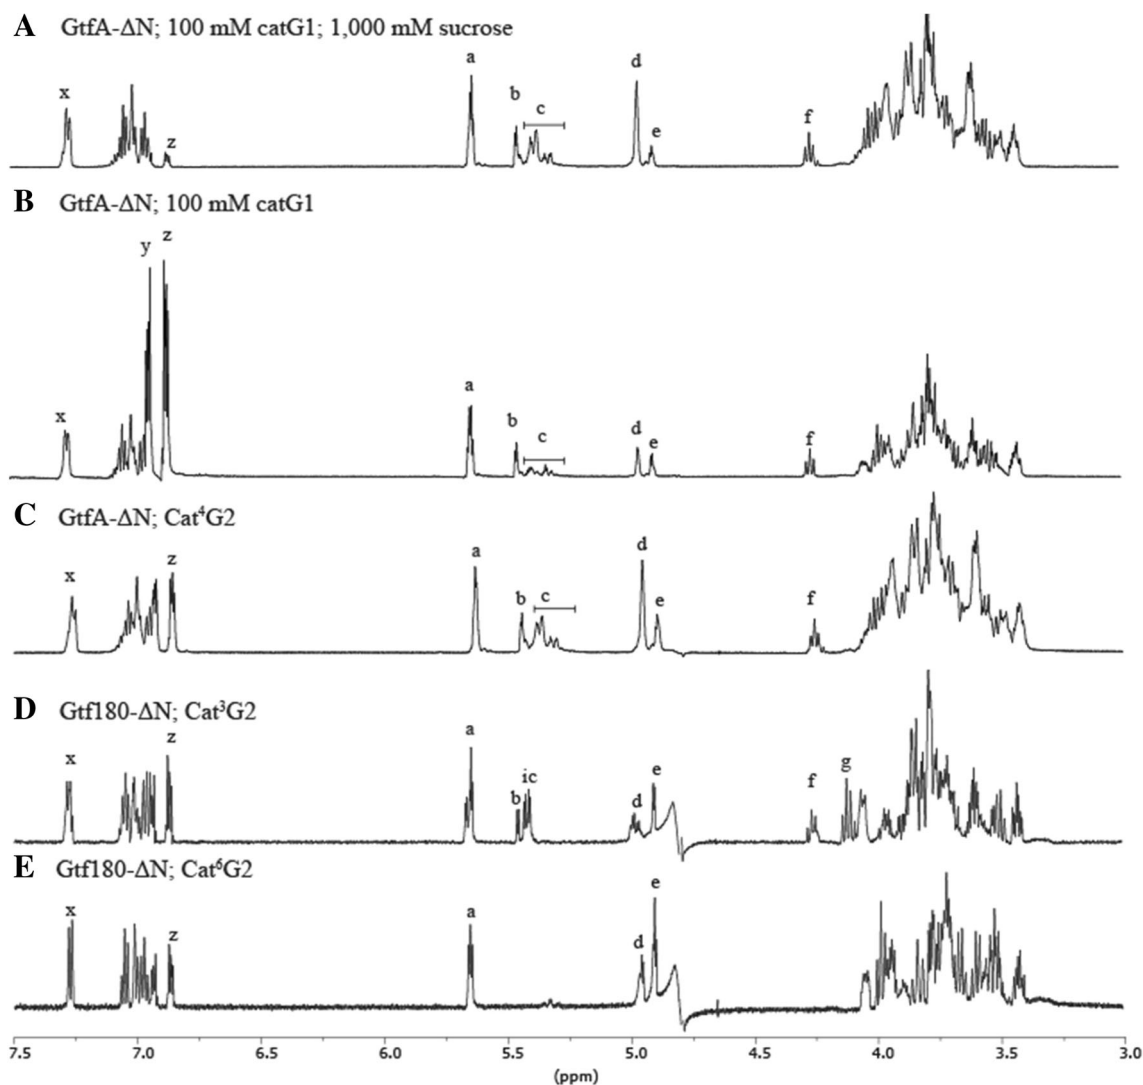 A GtfA-ΔN; 100 mM catG1; 1,000 mM sucrose
x z a b c d e f
B GtfA-ΔN; 100 mM catG1
x y z a b c d e f
C GtfA-ΔN; Cat⁴G2
x z a b c d e f
D Gtf180-ΔN; Cat³G2
x z a b ic d e f g
E Gtf180-ΔN; Cat⁶G2
x z a d e
7.5 7.0 6.5 6.0 5.5 5.0 4.5 4.0 3.5 3.0
(ppm)